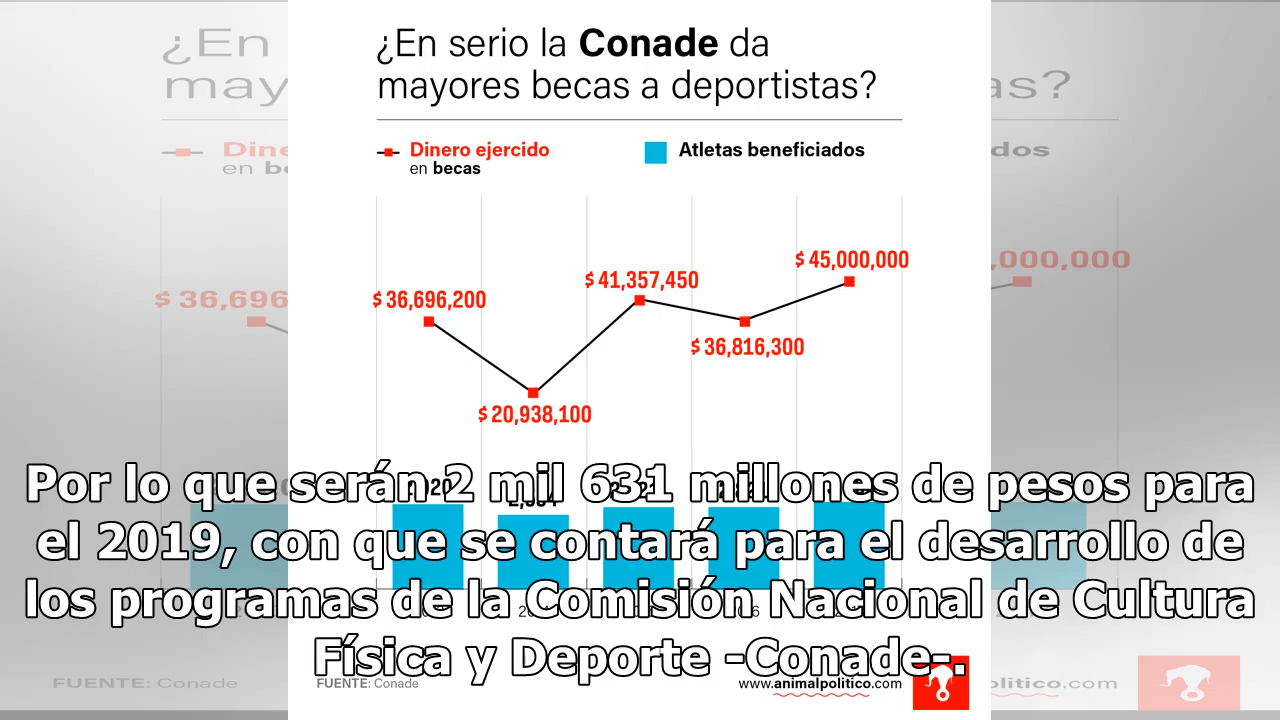 ¿En serio la Conade da
mayores becas a deportistas?
Dinero ejercido
en becas
Atletas beneficiados
$ 45,000,000
$ 41,357,450
$ 36,696,200
$ 36,816,300
$ 20,938,100
Por lo que serán 2 mil 631 millones de pesos para
el 2019, con que se contará para el desarrollo de
los programas de la Comisión Nacional de Cultura
Física y Deporte -Conade-.
FUENTE: Conade
www.animalpolitico.com